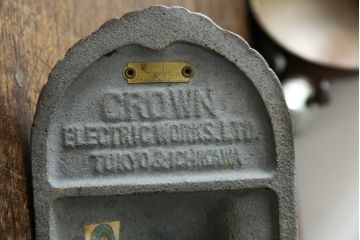 CROWN
ELECTRIC WORKS, LTD.
TOKYO & ICHIKAWA